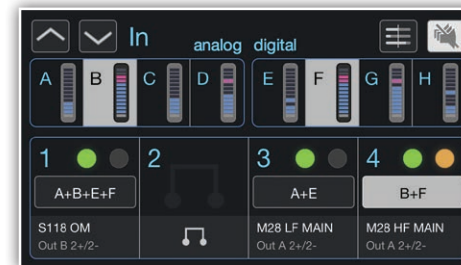 In analog digital
A B C D E F G H
1 2 3 4
A+B+E+F A+E B+F
S118 OM M28 LF MAIN M28 HF MAIN
Out B 2+/2- Out A 2+/2- Out A 2+/2-